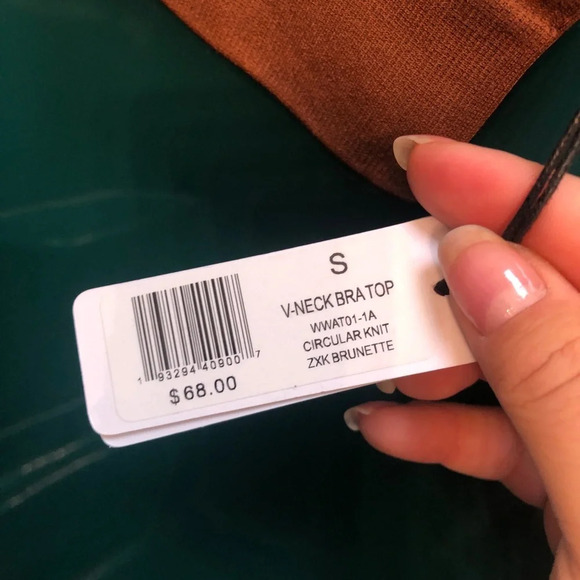 S
V-NECK BRA TOP
WWAT01-1A
CIRCULAR KNIT
ZXK BRUNETTE
1 93294 40900 7
$68.00